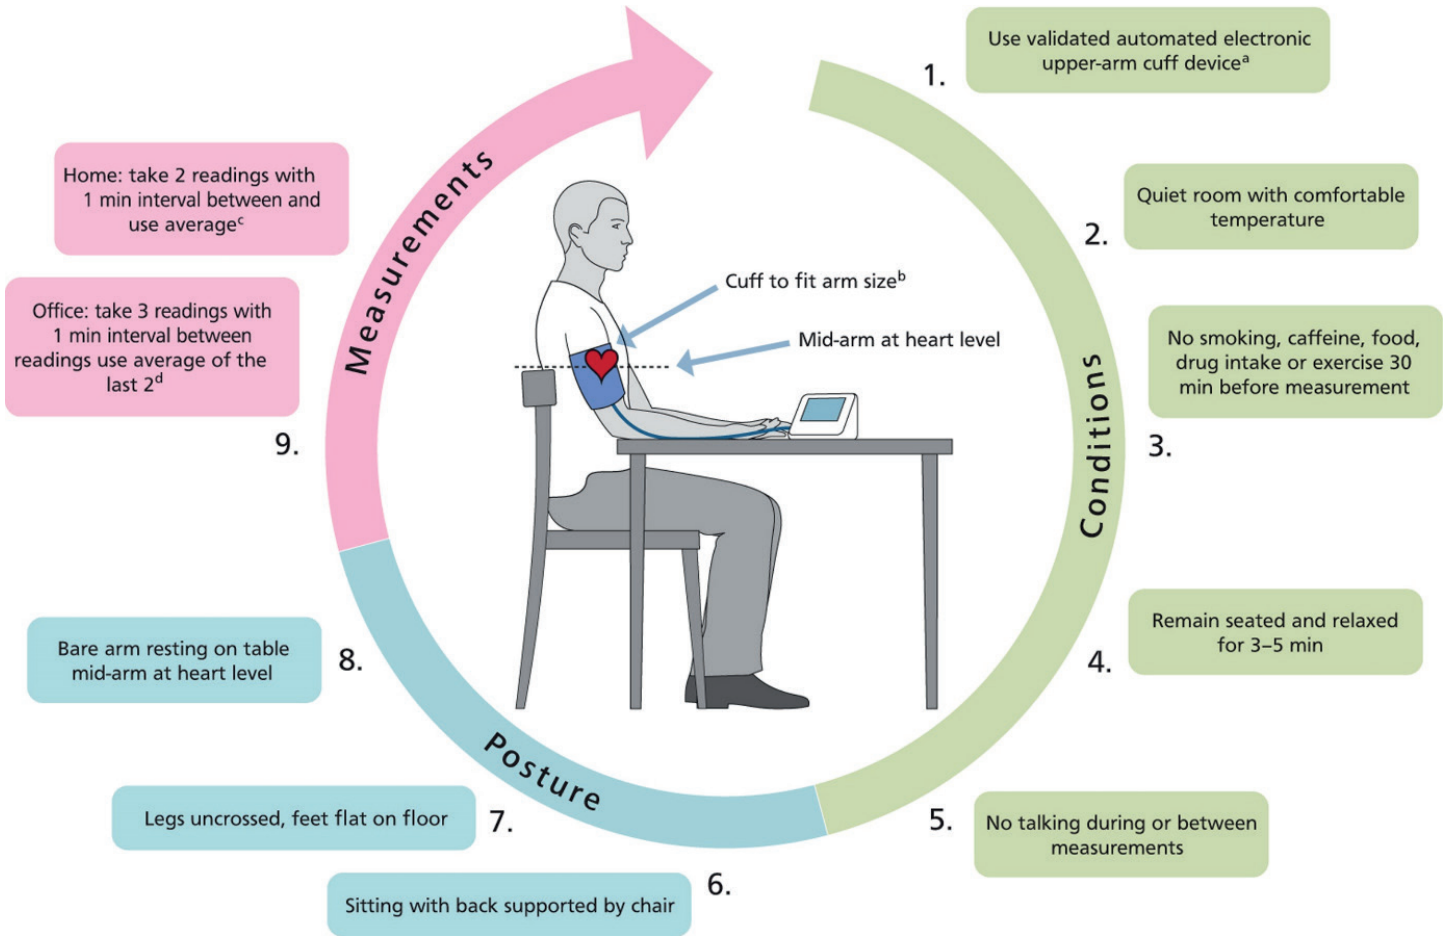 1.
Use validated automated electronic
upper-arm cuff deviceᵃ
2.
Quiet room with comfortable
temperature
3.
No smoking, caffeine, food,
drug intake or exercise 30
min before measurement
Conditions
4.
Remain seated and relaxed
for 3–5 min
5.
No talking during or between
measurements
6.
Sitting with back supported by chair
7.
Legs uncrossed, feet flat on floor
Posture
8.
Bare arm resting on table
mid-arm at heart level
9.
Home: take 2 readings with
1 min interval between and
use averageᶜ
Office: take 3 readings with
1 min interval between
readings use average of the
last 2ᵈ
Measurements
Cuff to fit arm sizeᵇ
Mid-arm at heart level